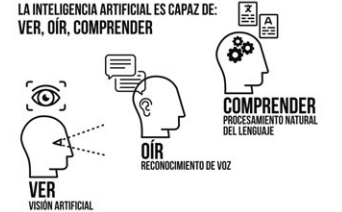 LA INTELIGENCIA ARTIFICIAL ES CAPAZ DE:
VER, OÍR, COMPRENDER
文
A
COMPRENDER
PROCESAMIENTO NATURAL
DEL LENGUAJE
OÍR
RECONOCIMIENTO DE VOZ
VER
VISIÓN ARTIFICIAL